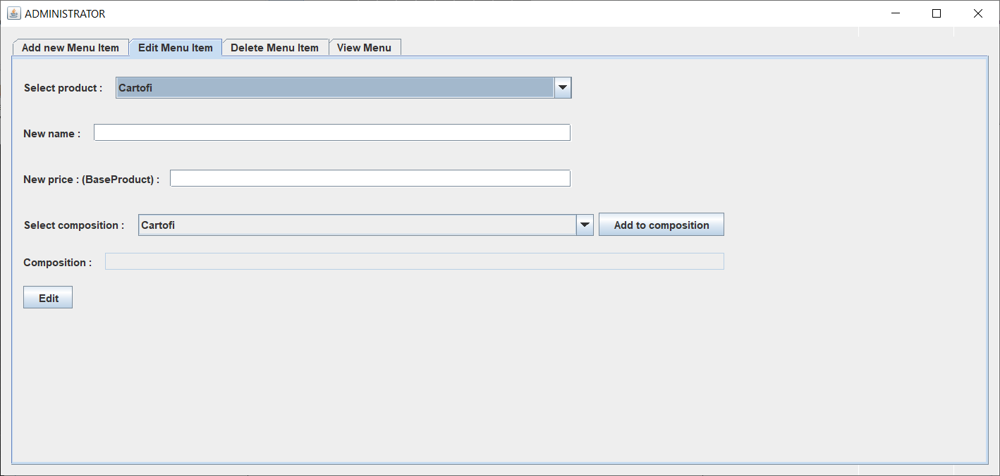 ADMINISTRATOR
Add new Menu Item Edit Menu Item Delete Menu Item View Menu
Select product : Cartofi
New name :
New price : (BaseProduct) :
Select composition : Cartofi Add to composition
Composition :
Edit